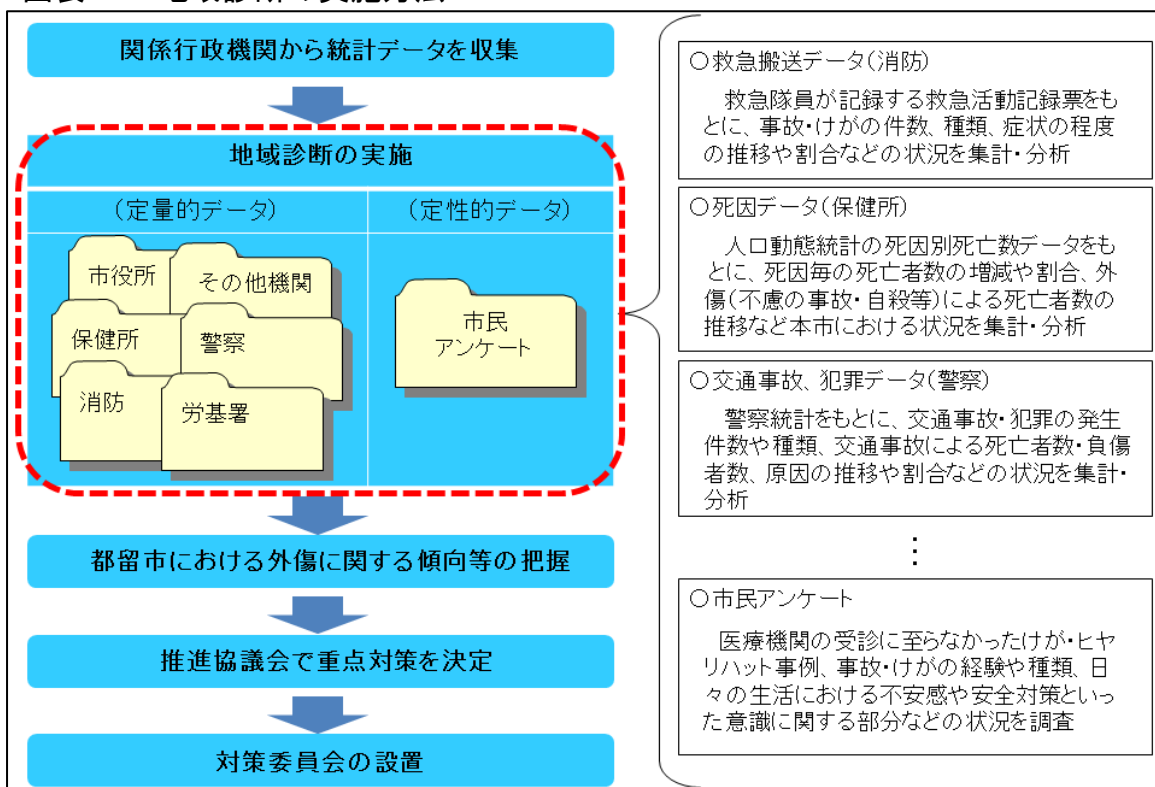 関係行政機関から統計データを収集
地域診断の実施
(定量的データ)
(定性的データ)
市役所
その他機関
保健所
警察
消防
労基署
市民
アンケート
都留市における外傷に関する傾向等の把握
推進協議会で重点対策を決定
対策委員会の設置
○救急搬送データ(消防)
救急隊員が記録する救急活動記録票をも
とに、事故・けがの件数、種類、症状の程度
の推移や割合などの状況を集計・分析
○死因データ(保健所)
人口動態統計の死因別死亡数データをも
とに、死因毎の死亡者数の増減や割合、外
傷(不慮の事故・自殺等)による死亡者数の
推移など本市における状況を集計・分析
○交通事故、犯罪データ(警察)
警察統計をもとに、交通事故・犯罪の発生
件数や種類、交通事故による死亡者数・負傷
者数、原因の推移や割合などの状況を集計・
分析
⋮
○市民アンケート
医療機関の受診に至らなかったけが・ヒヤ
リハット事例、事故・けがの経験や種類、日
々の生活における不安感や安全対策といっ
た意識に関する部分などの状況を調査